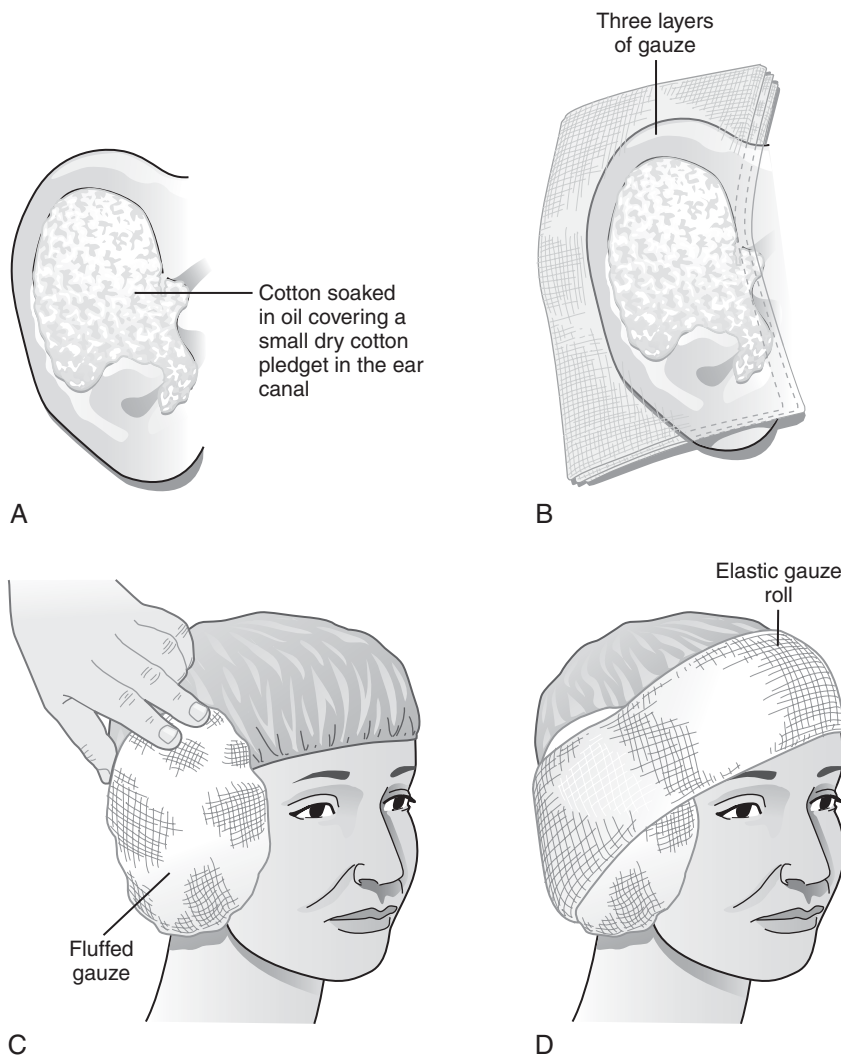 Three layers
of gauze
Cotton soaked
in oil covering a
small dry cotton
pledget in the ear
canal
A
B
Elastic gauze
roll
Fluffed
gauze
C
D